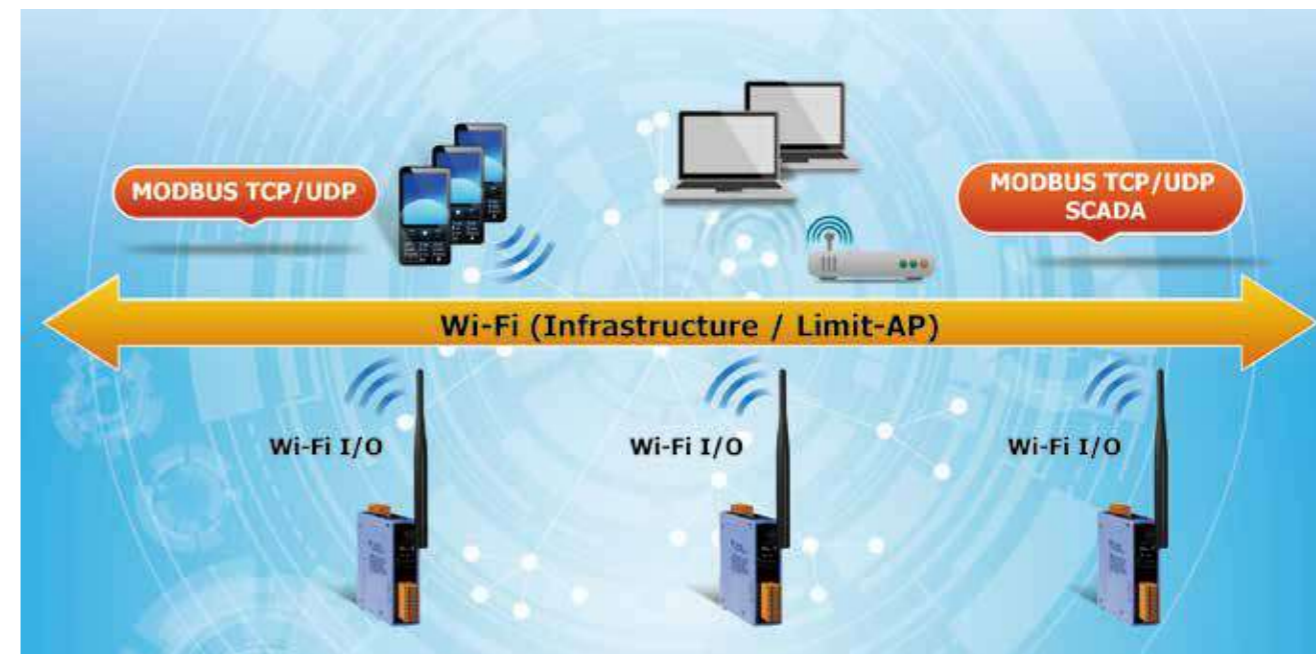 MODBUS TCP/UDP
MODBUS TCP/UDP
SCADA
Wi-Fi (Infrastructure / Limit-AP)
Wi-Fi I/O
Wi-Fi I/O
Wi-Fi I/O